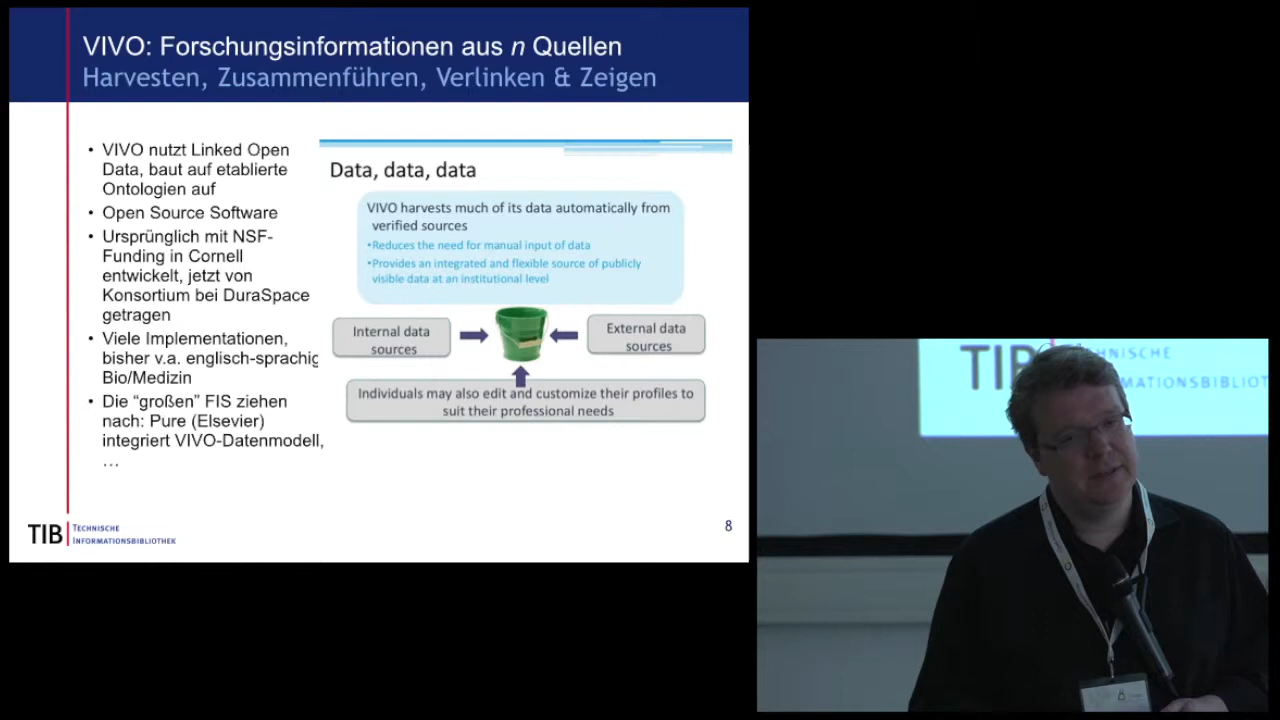 VIVO: Forschungsinformationen aus n Quellen
Harvesten, Zusammenführen, Verlinken & Zeigen
• VIVO nutzt Linked Open
Data, baut auf etablierte
Ontologien auf
• Open Source Software
• Ursprünglich mit NSF-
Funding in Cornell
entwickelt, jetzt von
Konsortium bei DuraSpace
getragen
• Viele Implementationen,
bisher v.a. englisch-sprachig
Bio/Medizin
• Die “großen” FIS ziehen
nach: Pure (Elsevier)
integriert VIVO-Datenmodell,
…
Data, data, data
VIVO harvests much of its data automatically from
verified sources
•Reduces the need for manual input of data
•Provides an integrated and flexible source of publicly
visible data at an institutional level
Internal data
sources
External data
sources
Individuals may also edit and customize their profiles to
suit their professional needs
TIB
TECHNISCHE
INFORMATIONSBIBLIOTHEK
8